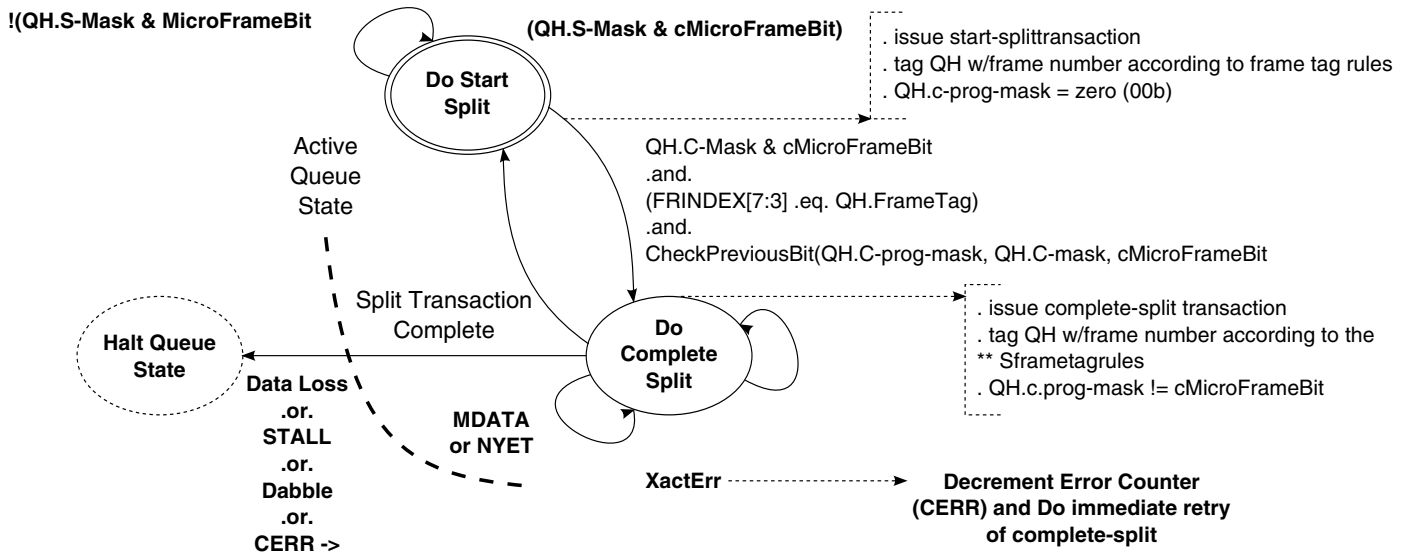 !(QH.S-Mask & MicroFrameBit
(QH.S-Mask & cMicroFrameBit)
. issue start-splittransaction
. tag QH w/frame number according to frame tag rules
. QH.c-prog-mask = zero (00b)
Do Start
Split
Active
Queue
State
QH.C-Mask & cMicroFrameBit
.and.
(FRINDEX[7:3] .eq. QH.FrameTag)
.and.
CheckPreviousBit(QH.C-prog-mask, QH.C-mask, cMicroFrameBit
Split Transaction
Complete
. issue complete-split transaction
. tag QH w/frame number according to the
** Sframetagrules
. QH.c.prog-mask != cMicroFrameBit
Halt Queue
State
Do
Complete
Split
Data Loss
.or.
STALL
.or.
Dabble
.or.
CERR ->
MDATA
or NYET
XactErr
Decrement Error Counter
(CERR) and Do immediate retry
of complete-split